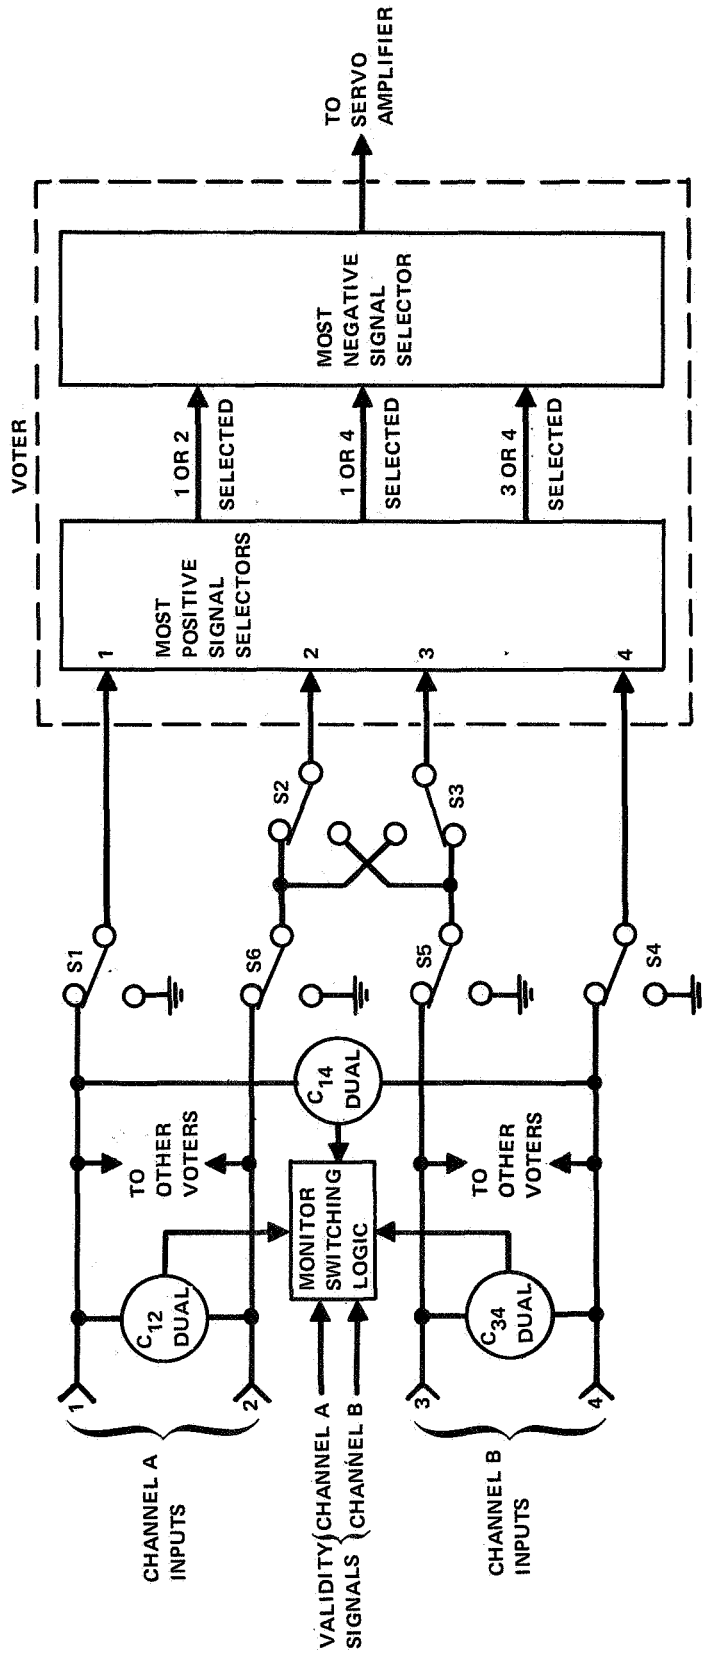 VOTER
CHANNEL A
INPUTS
1
2
C12
DUAL
TO
OTHER
VOTERS
S1
S6
VALIDITY
SIGNALS
CHANNEL A
CHANNEL B
MONITOR
SWITCHING
LOGIC
C14
DUAL
S2
S3
CHANNEL B
INPUTS
3
4
C34
DUAL
TO
OTHER
VOTERS
S5
S4
1
MOST
POSITIVE
SIGNAL
SELECTORS
2
3
4
1 OR 2
SELECTED
1 OR 4
SELECTED
3 OR 4
SELECTED
MOST
NEGATIVE
SIGNAL
SELECTOR
TO
SERVO
AMPLIFIER